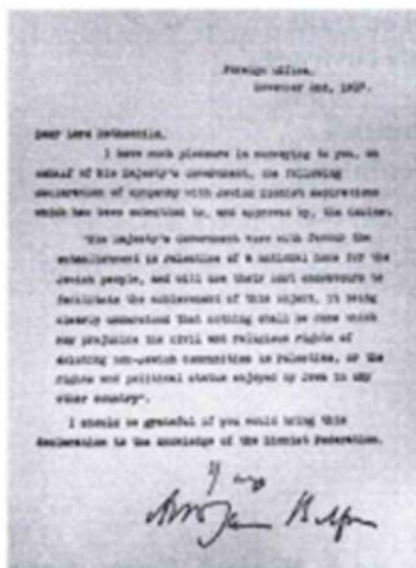 Foreign Office,
November 2nd, 1917.
Dear Lord Rothschild,
I have much pleasure in conveying to you, on
behalf of His Majesty's Government, the following
declaration of sympathy with Jewish Zionist aspirations
which has been submitted to, and approved by, the Cabinet.
"His Majesty's Government view with favour the
establishment in Palestine of a national home for the
Jewish people, and will use their best endeavours to
facilitate the achievement of this object, it being
clearly understood that nothing shall be done which
may prejudice the civil and religious rights of
existing non-Jewish communities in Palestine, or the
rights and political status enjoyed by Jews in any
other country".
I should be grateful if you would bring this
declaration to the knowledge of the Zionist Federation.